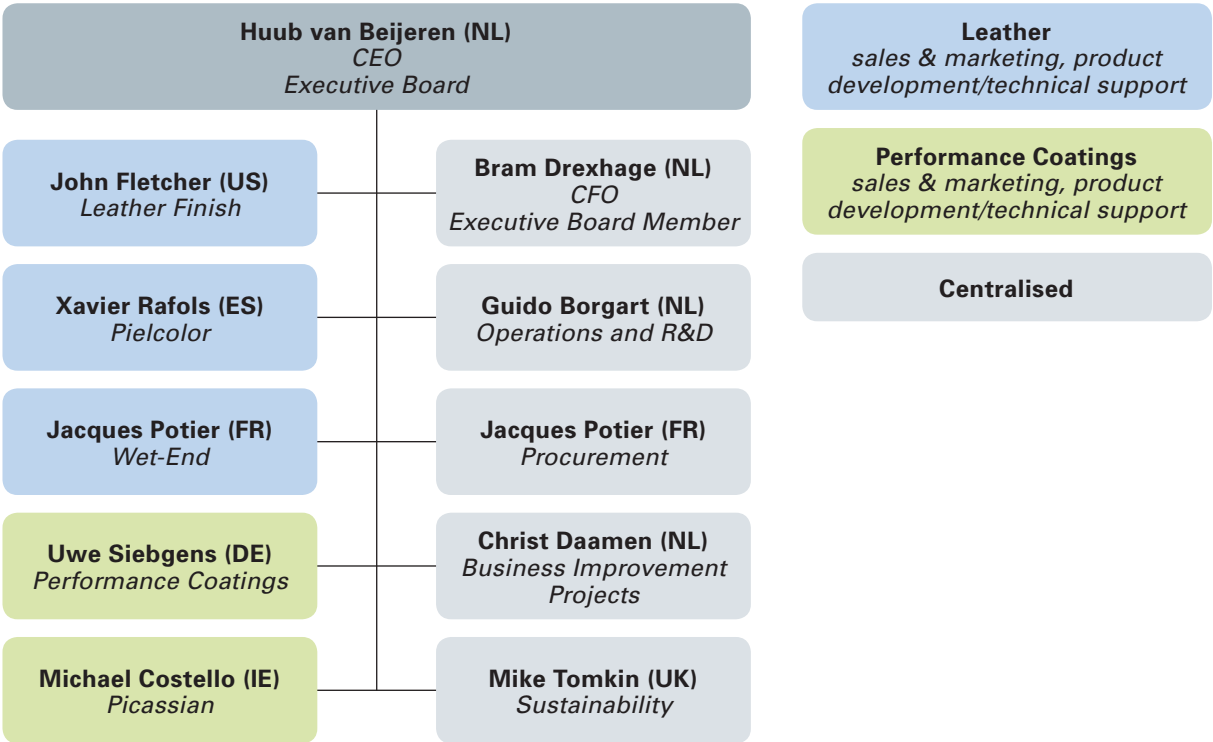 Huub van Beijeren (NL)
CEO
Executive Board
John Fletcher (US)
Leather Finish
Bram Drexhage (NL)
CFO
Executive Board Member
Xavier Rafols (ES)
Pielcolor
Guido Borgart (NL)
Operations and R&D
Jacques Potier (FR)
Wet-End
Jacques Potier (FR)
Procurement
Uwe Siebgens (DE)
Performance Coatings
Christ Daamen (NL)
Business Improvement
Projects
Michael Costello (IE)
Picassian
Mike Tomkin (UK)
Sustainability
Leather
sales & marketing, product
development/technical support
Performance Coatings
sales & marketing, product
development/technical support
Centralised